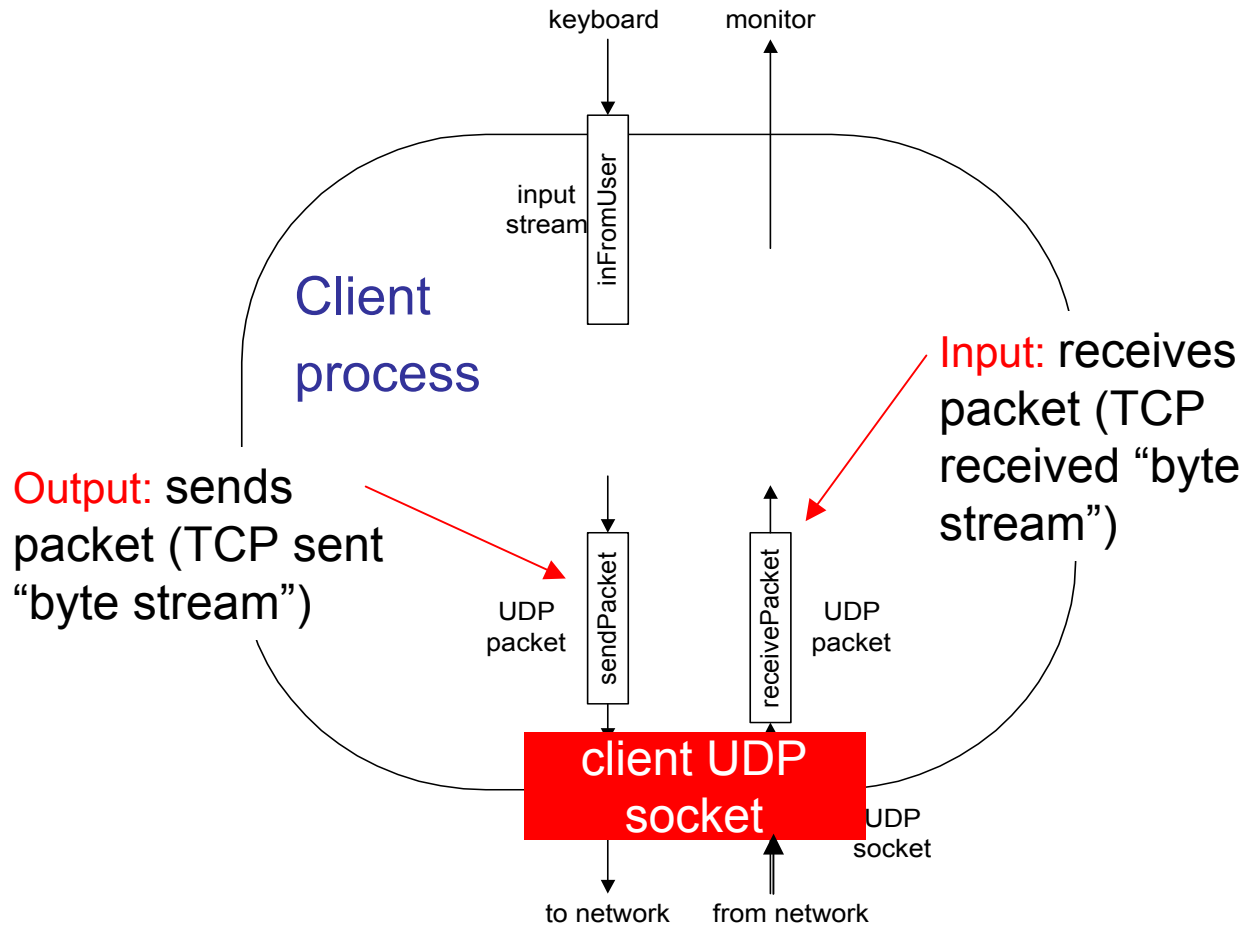 keyboard
monitor
input
stream
inFromUser
Client
process
Input: receives
packet (TCP
received “byte
stream”)
Output: sends
packet (TCP sent
“byte stream”)
UDP
packet
sendPacket
receivePacket
UDP
packet
client UDP
socket
UDP
socket
to network
from network